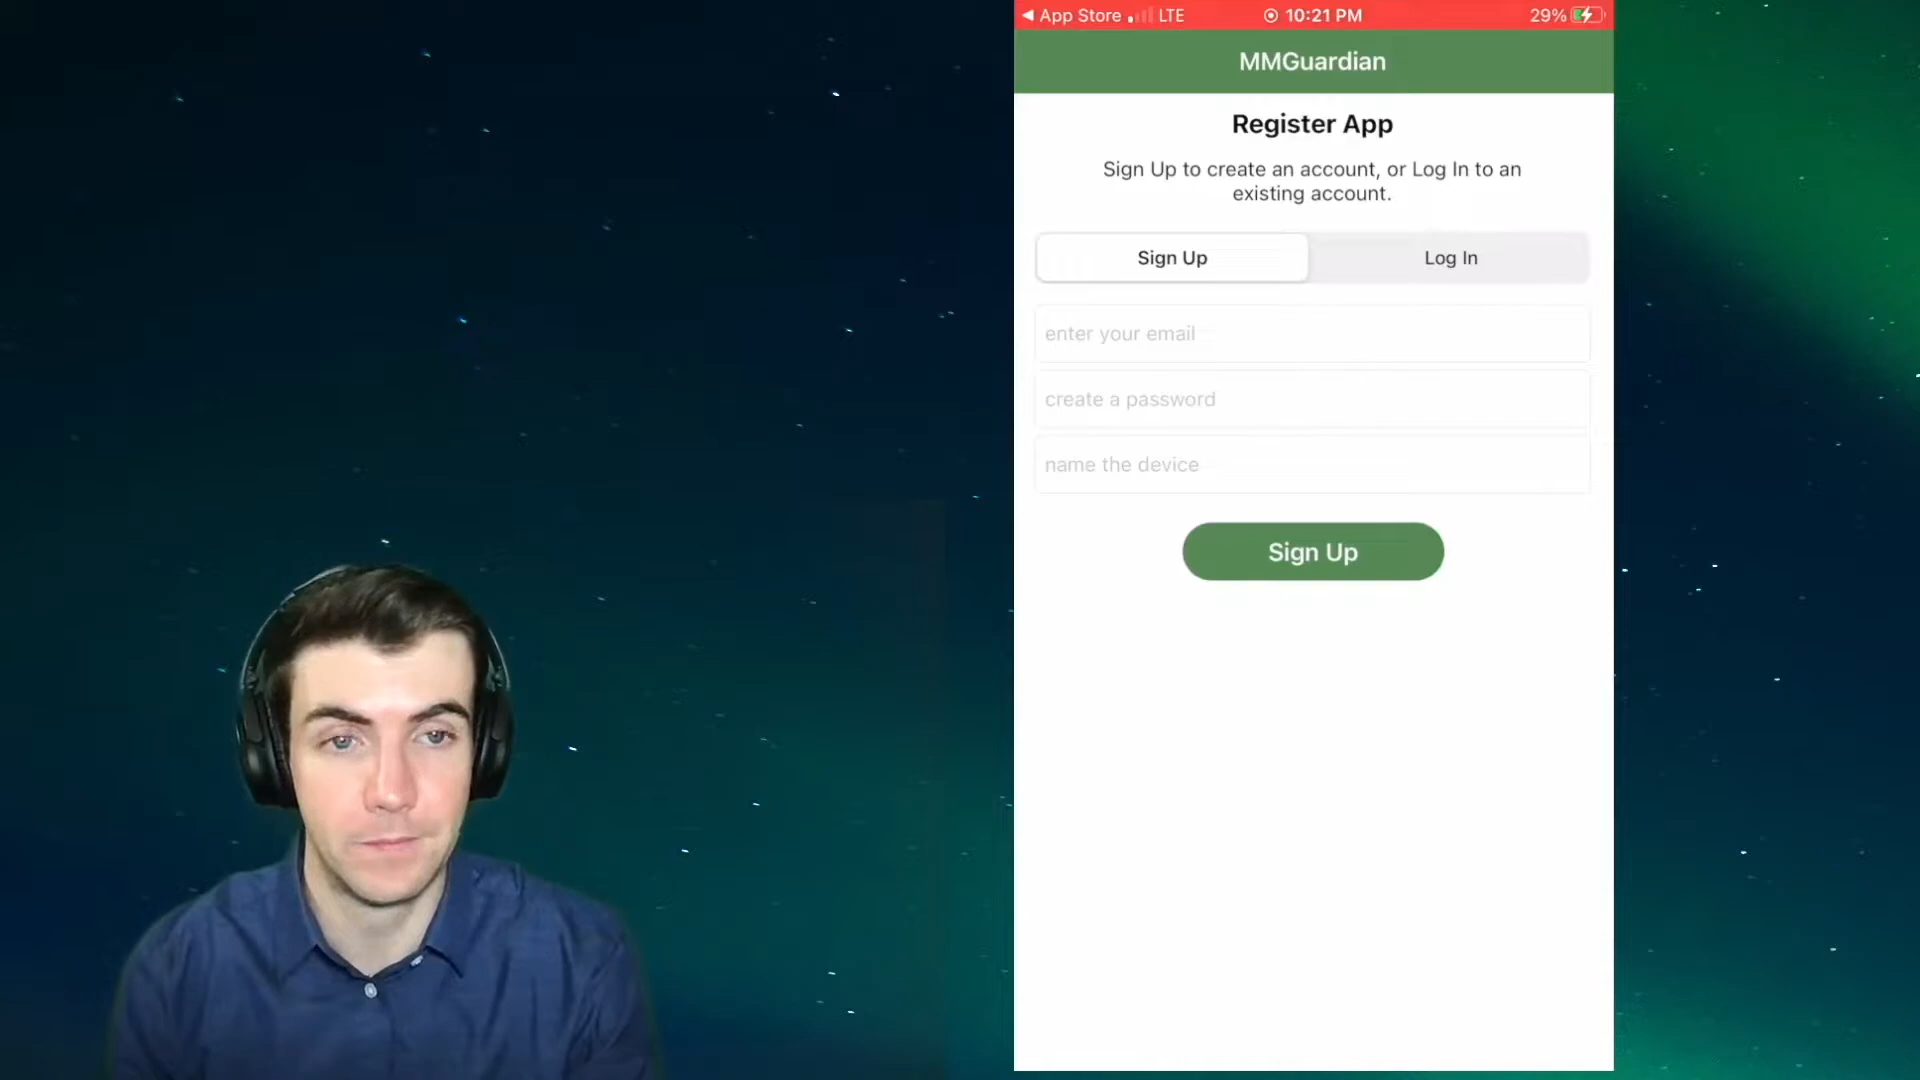 App Store LTE 10:21 PM 29%
MMGuardian
Register App
Sign Up to create an account, or Log In to an
existing account.
Sign Up Log In
enter your email
create a password
name the device
Sign Up